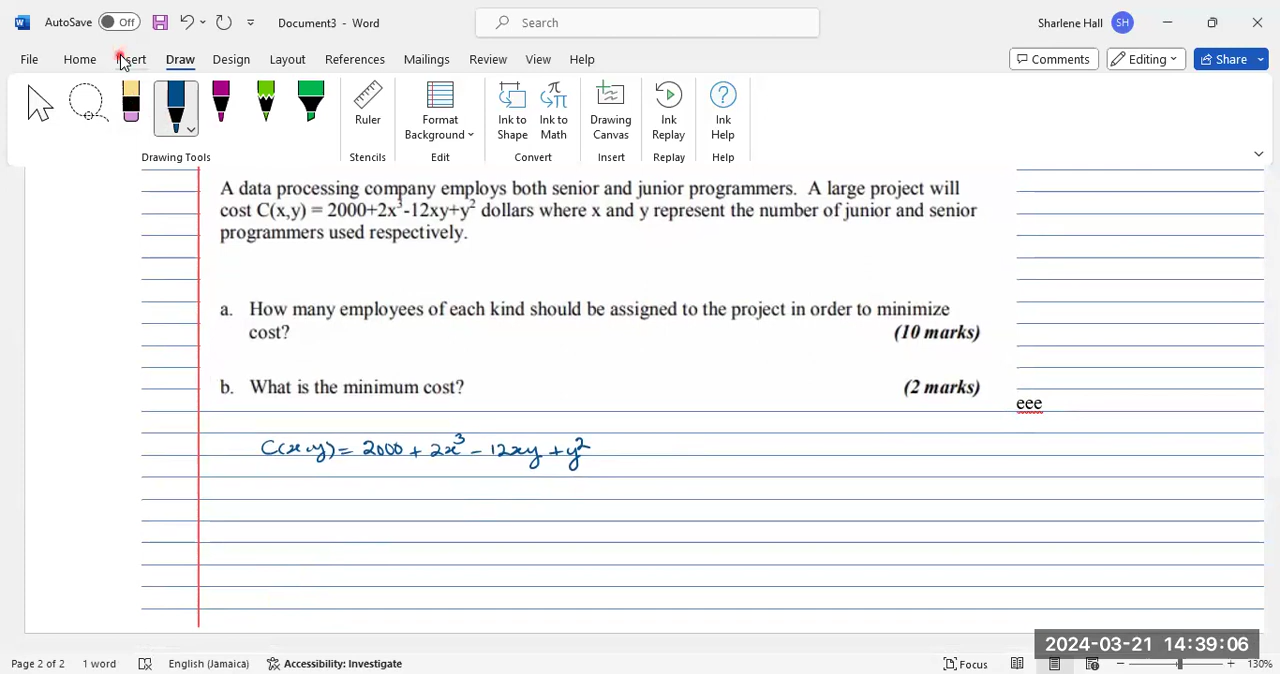 AutoSave Off Document3 - Word Search Sharlene Hall SH
File Home Insert Draw Design Layout References Mailings Review View Help Comments Editing Share
Ruler Format Background Ink to Shape Ink to Math Drawing Canvas Ink Replay Ink Help
Drawing Tools Stencils Edit Convert Insert Replay Help
A data processing company employs both senior and junior programmers. A large project will
cost C(x,y) = 2000+2x³-12xy+y² dollars where x and y represent the number of junior and senior
programmers used respectively.
a. How many employees of each kind should be assigned to the project in order to minimize
cost? (10 marks)
b. What is the minimum cost? (2 marks)
eee
C(x,y) = 2000 + 2x³ - 12xy + y²
2024-03-21 14:39:06
Page 2 of 2 1 word English (Jamaica) Accessibility: Investigate Focus 130%